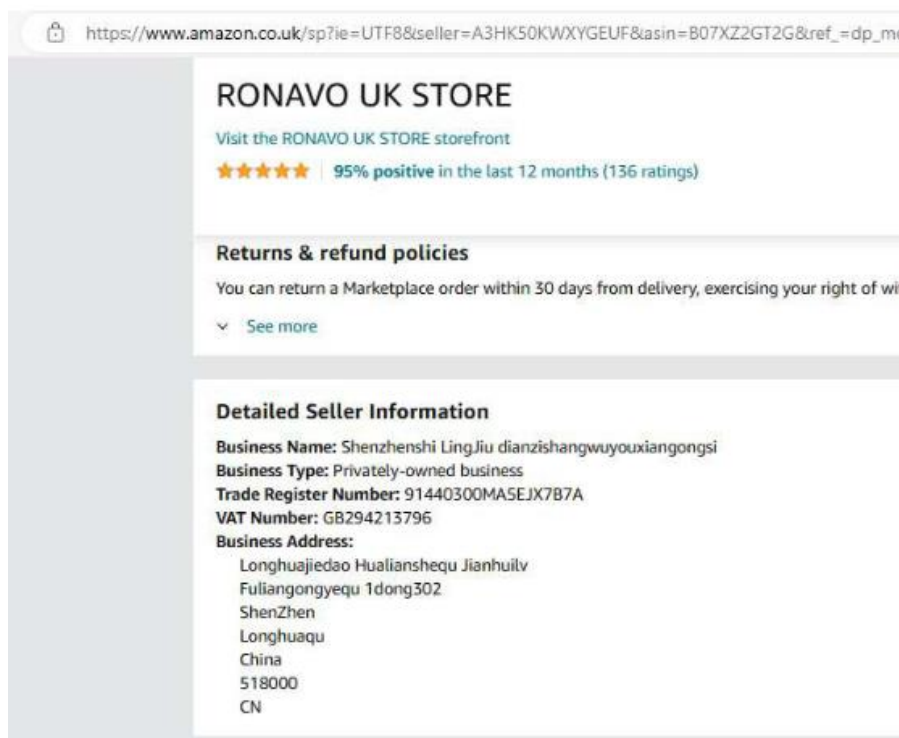 https://www.amazon.co.uk/sp?ie=UTF8&seller=A3HK50KWXYGEUF&asin=B07XZ2GT2G&ref_=dp_m
RONAVO UK STORE
Visit the RONAVO UK STORE storefront
95% positive in the last 12 months (136 ratings)
Returns & refund policies
You can return a Marketplace order within 30 days from delivery, exercising your right of
See more
Detailed Seller Information
Business Name: Shenzhenshi LingJiu dianzishangwuyouxiangongsi
Business Type: Privately-owned business
Trade Register Number: 91440300MA5EJX7B7A
VAT Number: GB294213796
Business Address:
Longhuajiedao Hualianshequ Jianhuilv
Fuliangongyequ 1dong302
ShenZhen
Longhuaqu
China
518000
CN